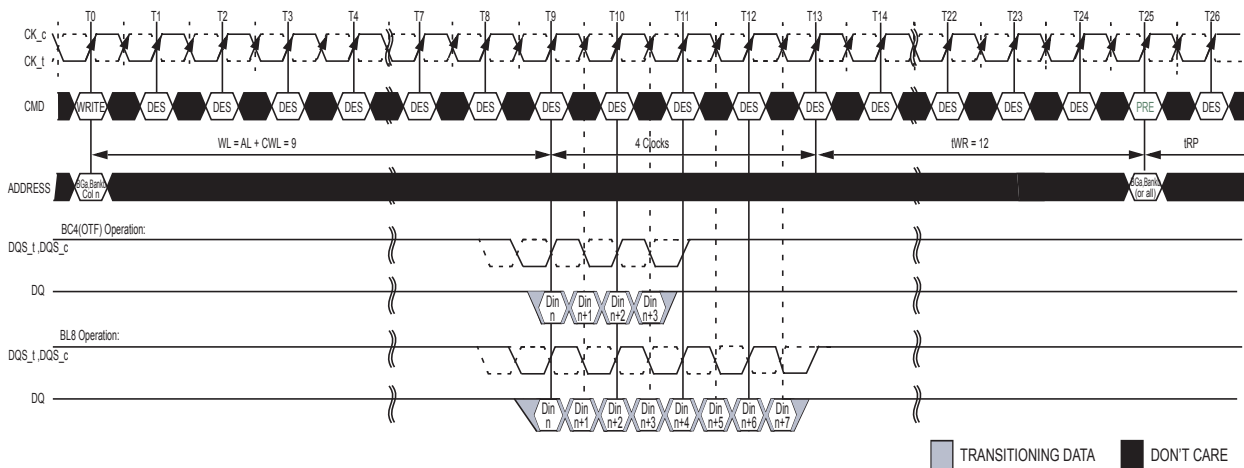 T0 T1 T2 T3 T4 T7 T8 T9 T10 T11 T12 T13 T14 T22 T23 T24 T25 T26
CK_c
CK_t
CMD WRITE DES DES DES DES DES DES DES DES DES DES DES DES DES DES DES PRE DES
WL = AL + CWL = 9 4 Clocks tWR = 12 tRP
ADDRESS
BGa,Bankb
Col n
BGa,Bankb
(or all)
BC4(OTF) Operation:
DQS_t ,DQS_c
DQ
Din
n
Din
n+1
Din
n+2
Din
n+3
BL8 Operation:
DQS_t ,DQS_c
DQ
Din
n
Din
n+1
Din
n+2
Din
n+3
Din
n+4
Din
n+5
Din
n+6
Din
n+7
TRANSITIONING DATA DON'T CARE